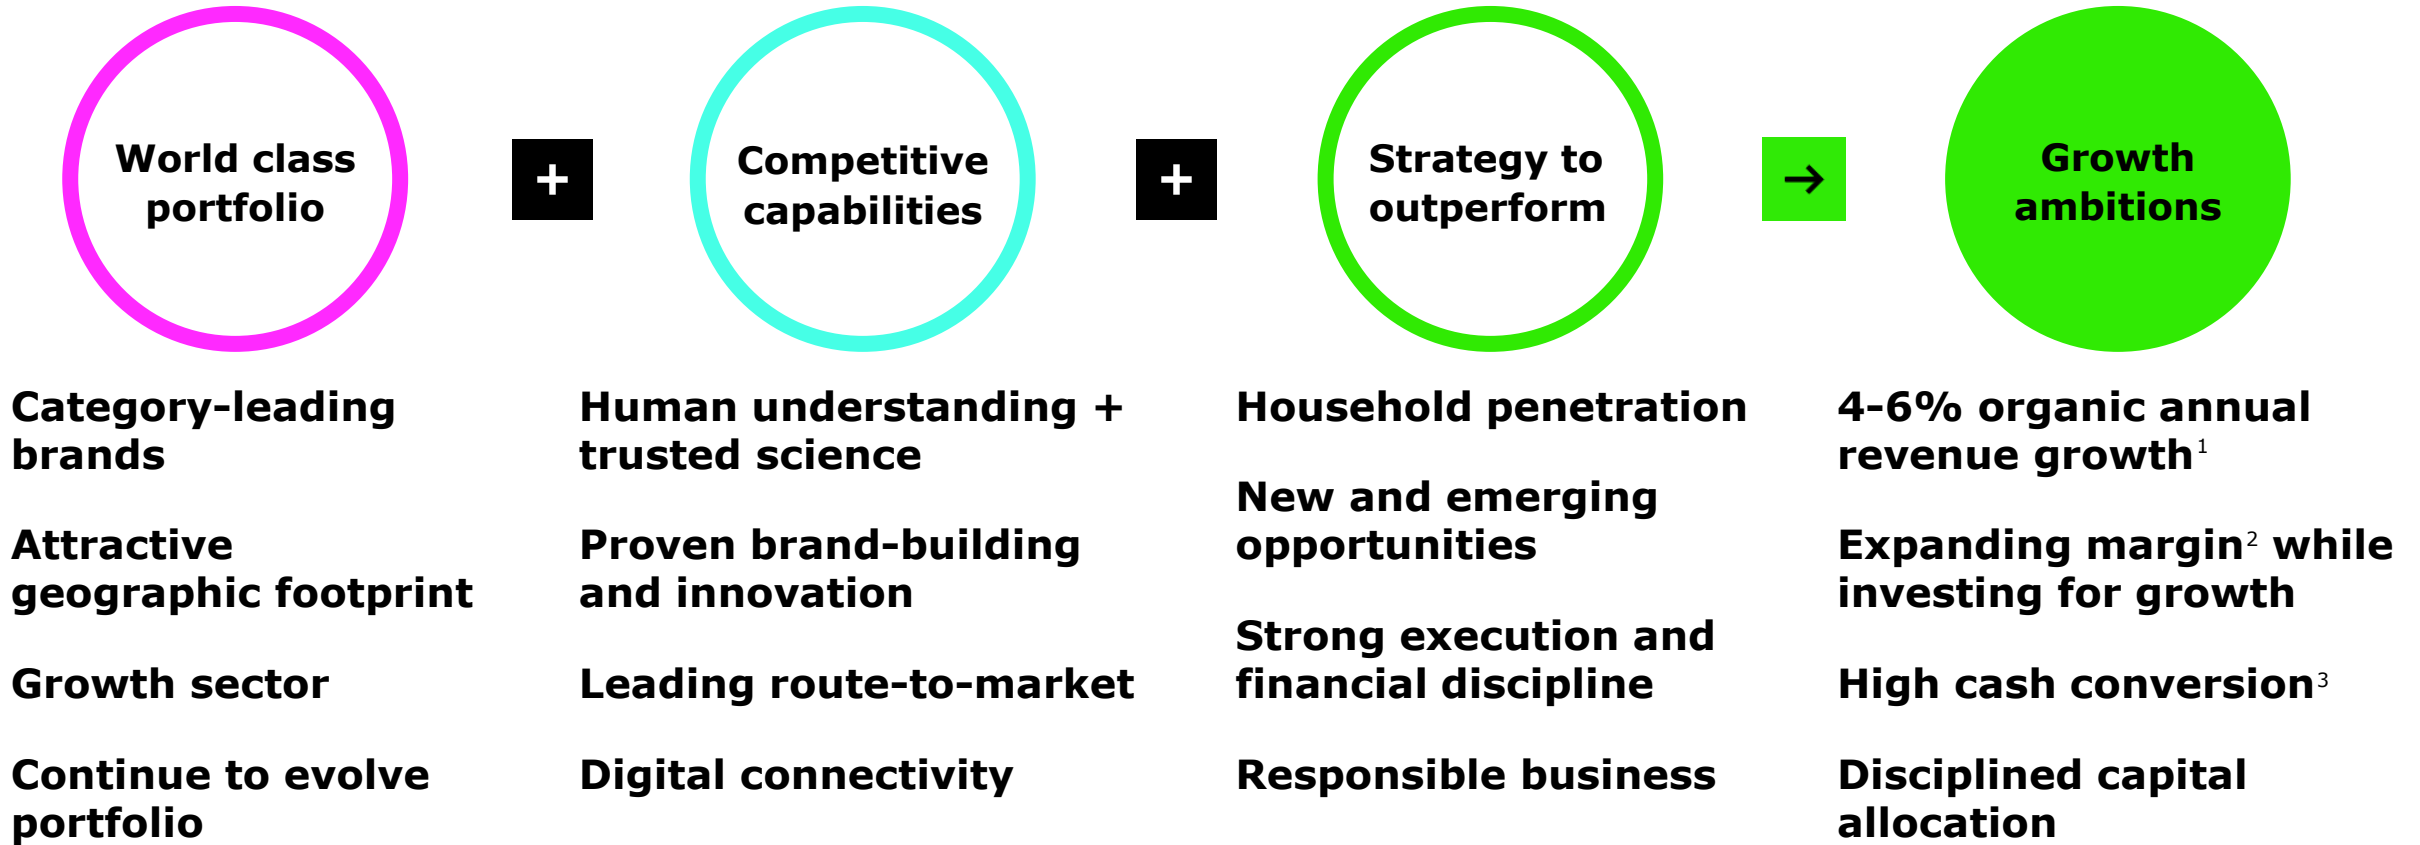 World class
portfolio
+
Competitive
capabilities
+
Strategy to
outperform
→
Growth
ambitions
Category-leading
brands
Attractive
geographic footprint
Growth sector
Continue to evolve
portfolio
Human understanding +
trusted science
Proven brand-building
and innovation
Leading route-to-market
Digital connectivity
Household penetration
New and emerging
opportunities
Strong execution and
financial discipline
Responsible business
4-6% organic annual
revenue growth¹
Expanding margin² while
investing for growth
High cash conversion³
Disciplined capital
allocation